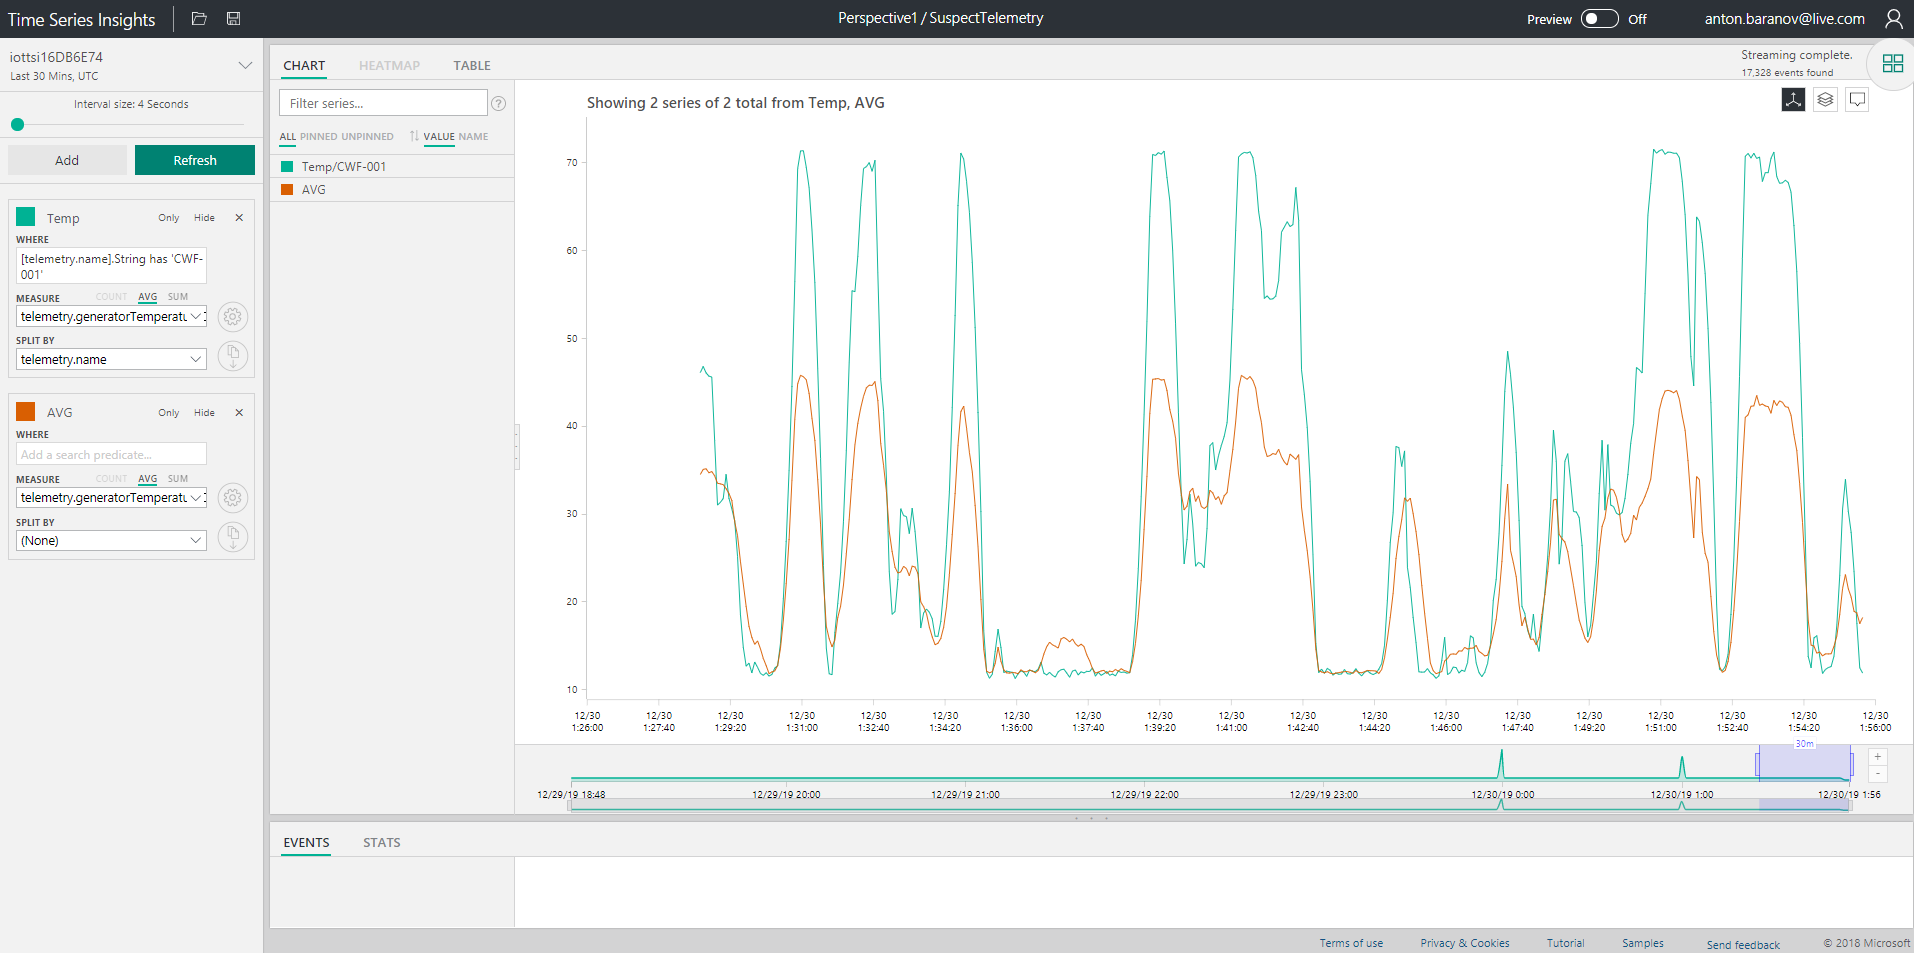 Time Series Insights
Perspective1 / SuspectTelemetry
Preview Off
anton.baranov@live.com
iottsi16DB6E74
Last 30 Mins, UTC
Interval size: 4 Seconds
Add
Refresh
Temp Only Hide ×
WHERE
[telemetry.name].String has 'CWF-
001'
MEASURE COUNT AVG SUM
telemetry.generatorTemperatu
SPLIT BY
telemetry.name
AVG Only Hide ×
WHERE
Add a search predicate...
MEASURE COUNT AVG SUM
telemetry.generatorTemperatu
SPLIT BY
(None)
CHART HEATMAP TABLE
Streaming complete.
17,328 events found
Filter series... ?
ALL PINNED UNPINNED VALUE NAME
Temp/CWF-001
AVG
Showing 2 series of 2 total from Temp, AVG
70
60
50
40
30
20
10
12/30 12/30 12/30 12/30 12/30 12/30 12/30 12/30 12/30 12/30 12/30 12/30 12/30 12/30 12/30 12/30 12/30 12/30 12/30
1:26:00 1:27:40 1:29:20 1:31:00 1:32:40 1:34:20 1:36:00 1:37:40 1:39:20 1:41:00 1:42:40 1:44:20 1:46:00 1:47:40 1:49:20 1:51:00 1:52:40 1:54:20 1:56:00
30m
+
-
12/29/19 18:48 12/29/19 20:00 12/29/19 21:00 12/29/19 22:00 12/29/19 23:00 12/30/19 0:00 12/30/19 1:00 12/30/19 1:56
EVENTS STATS
Terms of use Privacy & Cookies Tutorial Samples Send feedback © 2018 Microsoft